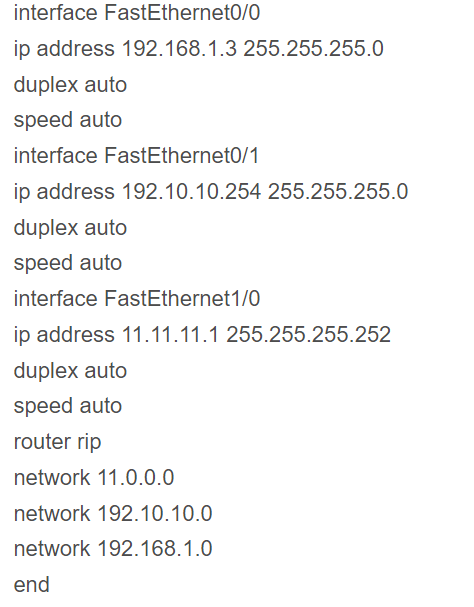 interface FastEthernet0/0
ip address 192.168.1.3 255.255.255.0
duplex auto
speed auto
interface FastEthernet0/1
ip address 192.10.10.254 255.255.255.0
duplex auto
speed auto
interface FastEthernet1/0
ip address 11.11.11.1 255.255.255.252
duplex auto
speed auto
router rip
network 11.0.0.0
network 192.10.10.0
network 192.168.1.0
end